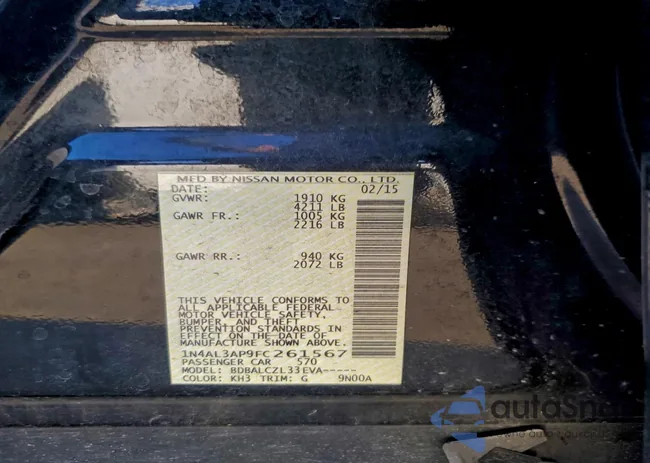 MFD BY NISSAN MOTOR CO., LTD.
DATE: 02/15
GVWR: 1910 KG
4211 LB
GAWR FR.: 1005 KG
2216 LB
GAWR RR.: 940 KG
2072 LB
THIS VEHICLE CONFORMS TO
ALL APPLICABLE FEDERAL
MOTOR VEHICLE SAFETY,
BUMPER, AND THEFT
PREVENTION STANDARDS IN
EFFECT ON THE DATE OF
MANUFACTURE SHOWN ABOVE.
1N4AL3AP9FC261567
PASSENGER CAR 570
MODEL: BDBALCZL33EVA-----
COLOR: KH3 TRIM: G 9N00A